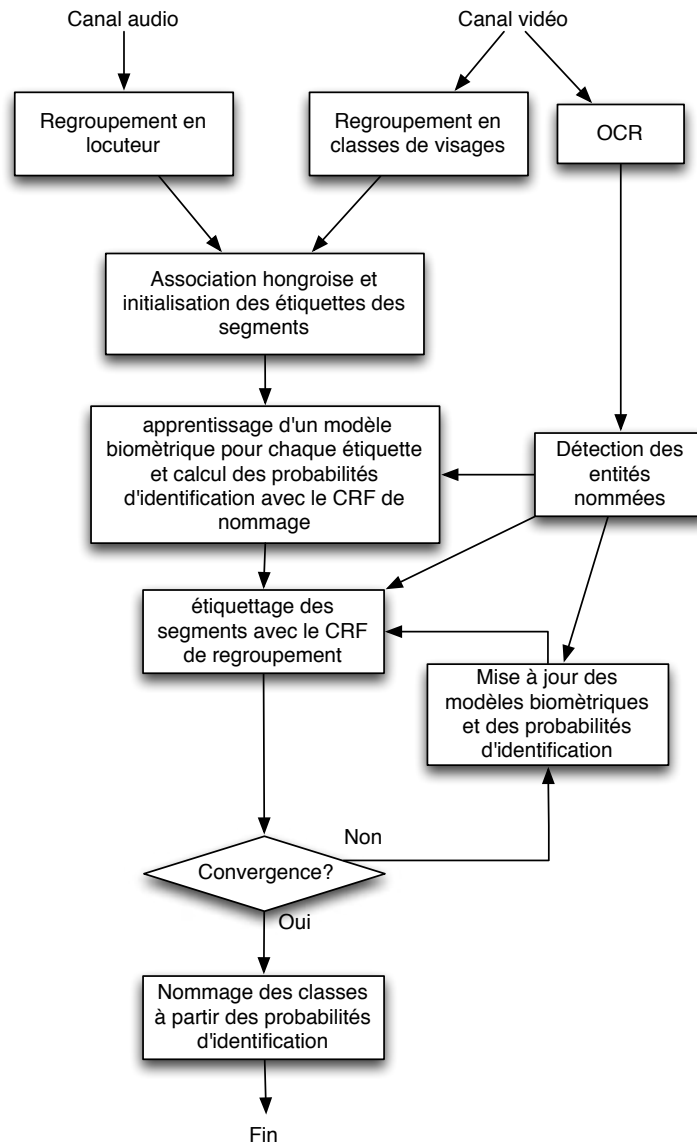 Canal audio
Canal vidéo
Regroupement en
locuteur
Regroupement en
classes de visages
OCR
Association hongroise et
initialisation des étiquettes des
segments
apprentissage d'un modèle
biomètrique pour chaque étiquette
et calcul des probabilités
d'identification avec le CRF de
nommage
Détection des
entités
nommées
étiquettage des
segments avec le CRF
de regroupement
Mise à jour des
modèles biomètriques
et des probabilités
d'identification
Non
Convergence?
Oui
Nommage des classes
à partir des probabilités
d'identification
Fin